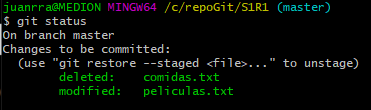 juanrra@MEDION MINGW64 /c/repoGit/S1R1 (master)
$ git status
On branch master
Changes to be committed:
  (use "git restore --staged <file>..." to unstage)
        deleted:    comidas.txt
        modified:   peliculas.txt